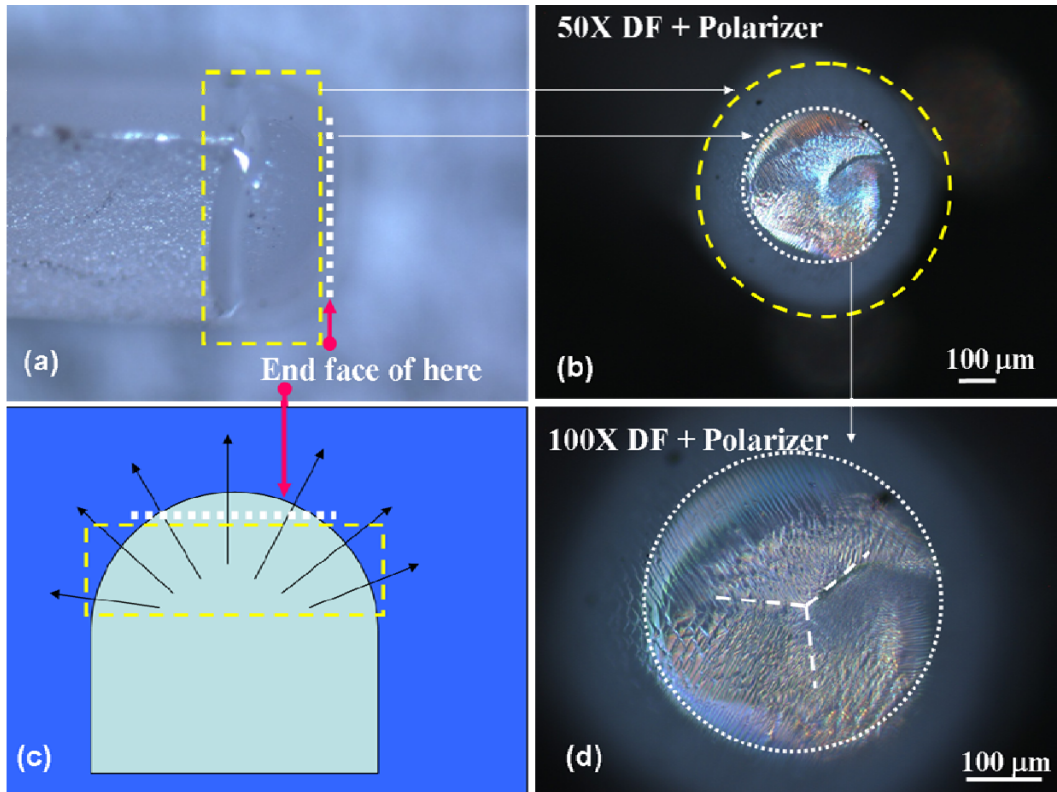 50X DF + Polarizer
(a)
End face of here
(b)
100 μm
100X DF + Polarizer
(c)
(d)
100 μm